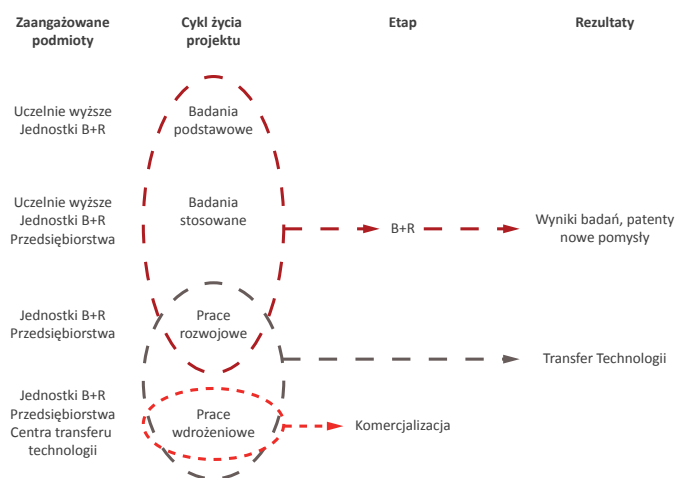 Zaangażowane
podmioty
Cykl życia
projektu
Etap
Rezultaty
Uczelnie wyższe
Jednostki B+R
Badania
podstawowe
Uczelnie wyższe
Jednostki B+R
Przedsiębiorstwa
Badania
stosowane
B+R
Wyniki badań, patenty
nowe pomysły
Jednostki B+R
Przedsiębiorstwa
Prace
rozwojowe
Transfer Technologii
Jednostki B+R
Przedsiębiorstwa
Centra transferu
technologii
Prace
wdrożeniowe
Komercjalizacja